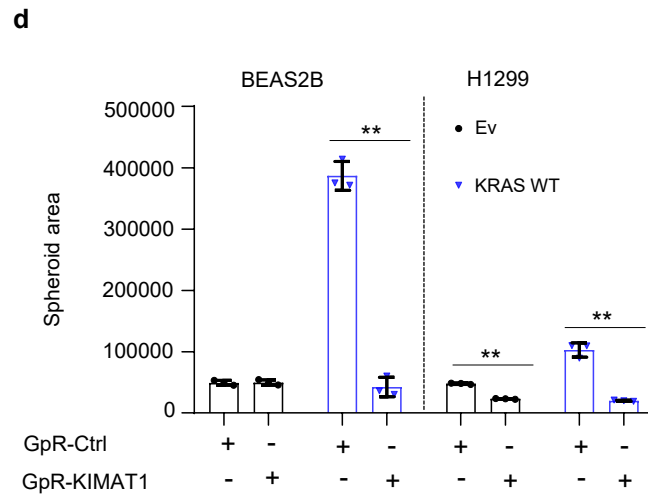 d
BEAS2B H1299
500000
400000
300000
200000
100000
0
Spheroid area
**
**
**
Ev
KRAS WT
GpR-Ctrl + - + - + - + -
GpR-KIMAT1 - + - + - + - +